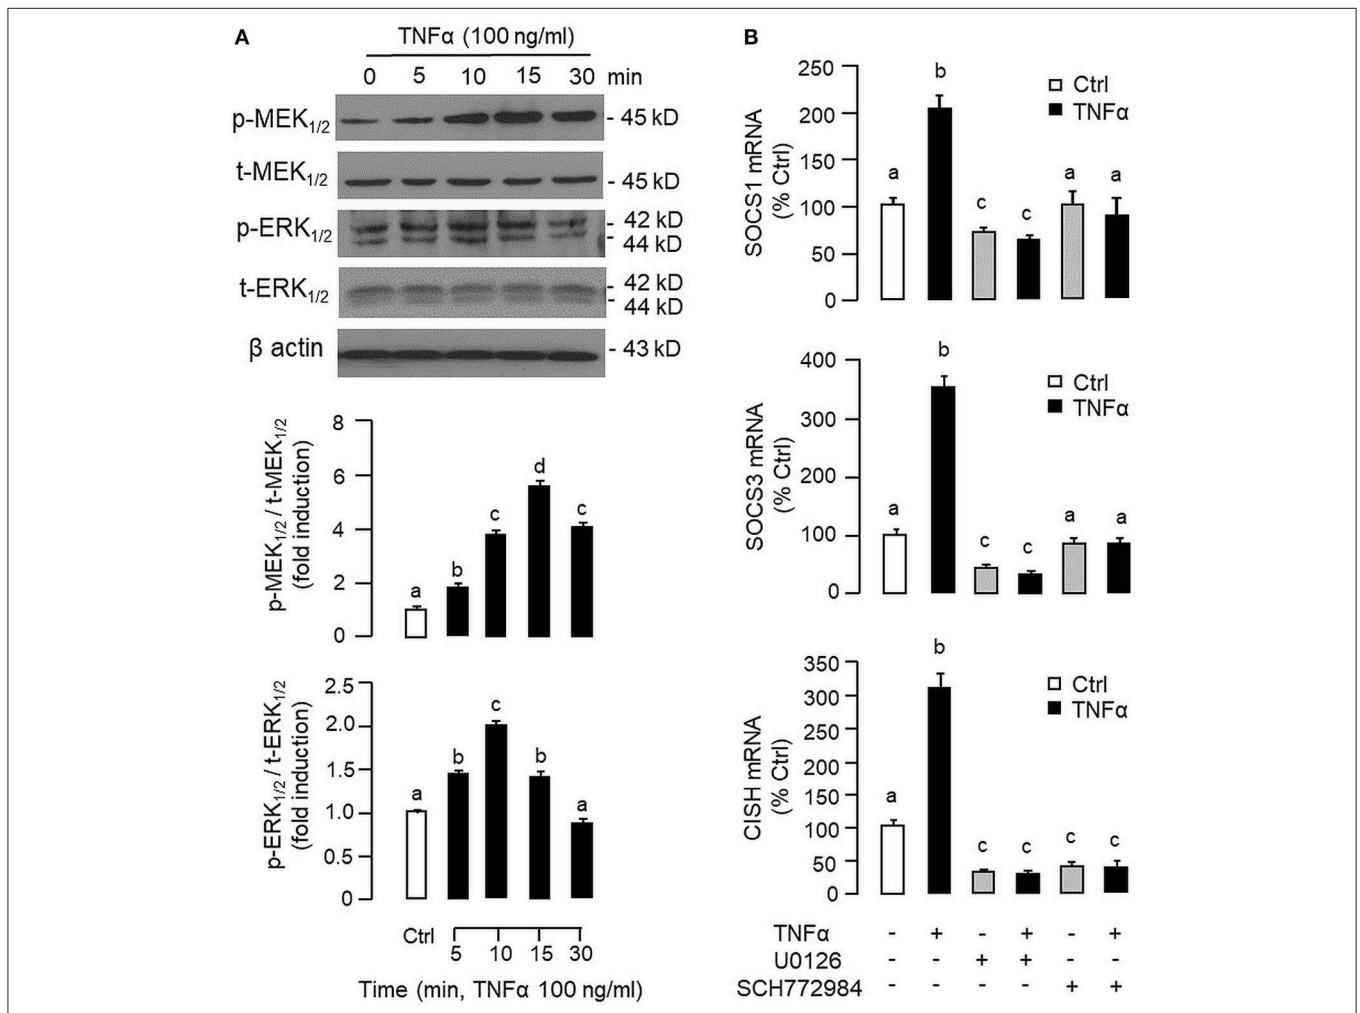 A
TNFα (100 ng/ml)
0 5 10 15 30 min
p-MEK1/2 - 45 kD
t-MEK1/2 - 45 kD
p-ERK1/2 - 42 kD
- 44 kD
t-ERK1/2 - 42 kD
- 44 kD
β actin - 43 kD
p-MEK1/2 / t-MEK1/2
(fold induction)
8
6
4
2
0
a b c d c
p-ERK1/2 / t-ERK1/2
(fold induction)
2.5
2.0
1.5
1.0
0.5
0
a b c b a
Ctrl 5 10 15 30
Time (min, TNFα 100 ng/ml)
B
SOCS1 mRNA
(% Ctrl)
250
200
150
100
50
0
a b c c a a
Ctrl
TNFα
SOCS3 mRNA
(% Ctrl)
400
300
200
100
0
a b c c a a
Ctrl
TNFα
CISH mRNA
(% Ctrl)
350
300
250
200
150
100
50
0
a b c c c c
Ctrl
TNFα
TNFα - + - + - +
U0126 - - + + - -
SCH772984 - - - - + +